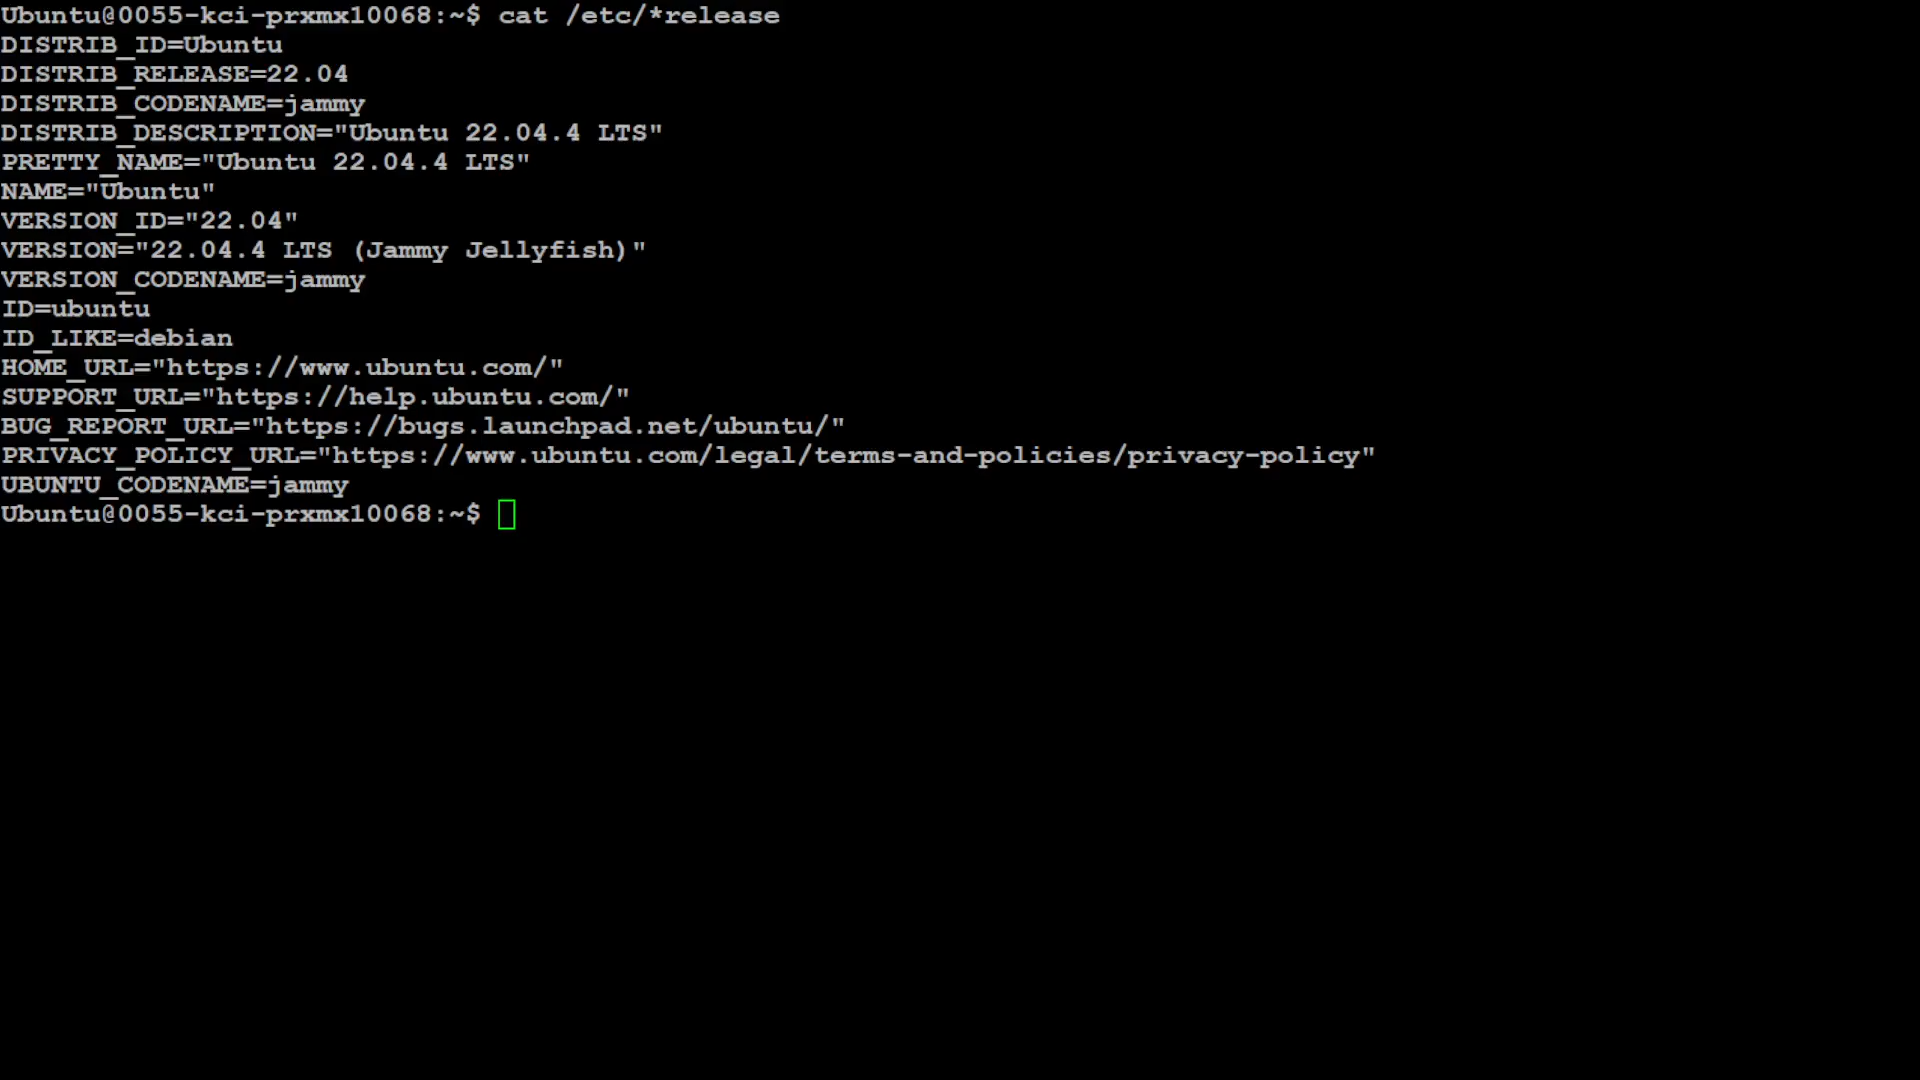 Ubuntu@0055-kci-prxmx10068:~$ cat /etc/*release
DISTRIB_ID=Ubuntu
DISTRIB_RELEASE=22.04
DISTRIB_CODENAME=jammy
DISTRIB_DESCRIPTION="Ubuntu 22.04.4 LTS"
PRETTY_NAME="Ubuntu 22.04.4 LTS"
NAME="Ubuntu"
VERSION_ID="22.04"
VERSION="22.04.4 LTS (Jammy Jellyfish)"
VERSION_CODENAME=jammy
ID=ubuntu
ID_LIKE=debian
HOME_URL="https://www.ubuntu.com/"
SUPPORT_URL="https://help.ubuntu.com/"
BUG_REPORT_URL="https://bugs.launchpad.net/ubuntu/"
PRIVACY_POLICY_URL="https://www.ubuntu.com/legal/terms-and-policies/privacy-policy"
UBUNTU_CODENAME=jammy
Ubuntu@0055-kci-prxmx10068:~$